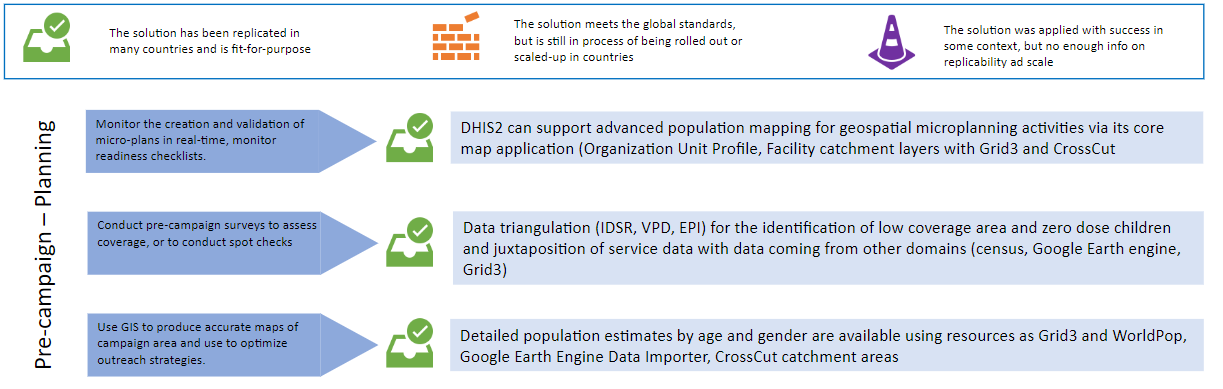 The solution has been replicated in
many countries and is fit-for-purpose
The solution meets the global standards,
but is still in process of being rolled out or
scaled-up in countries
The solution was applied with success in
some context, but no enough info on
replicability ad scale
Pre-campaign – Planning
Monitor the creation and validation of
micro-plans in real-time, monitor
readiness checklists.
DHIS2 can support advanced population mapping for geospatial microplanning activities via its core
map application (Organization Unit Profile, Facility catchment layers with Grid3 and CrossCut
Conduct pre-campaign surveys to assess
coverage, or to conduct spot checks
Data triangulation (IDSR, VPD, EPI) for the identification of low coverage area and zero dose children
and juxtaposition of service data with data coming from other domains (census, Google Earth engine,
Grid3)
Use GIS to produce accurate maps of
campaign area and use to optimize
outreach strategies.
Detailed population estimates by age and gender are available using resources as Grid3 and WorldPop,
Google Earth Engine Data Importer, CrossCut catchment areas